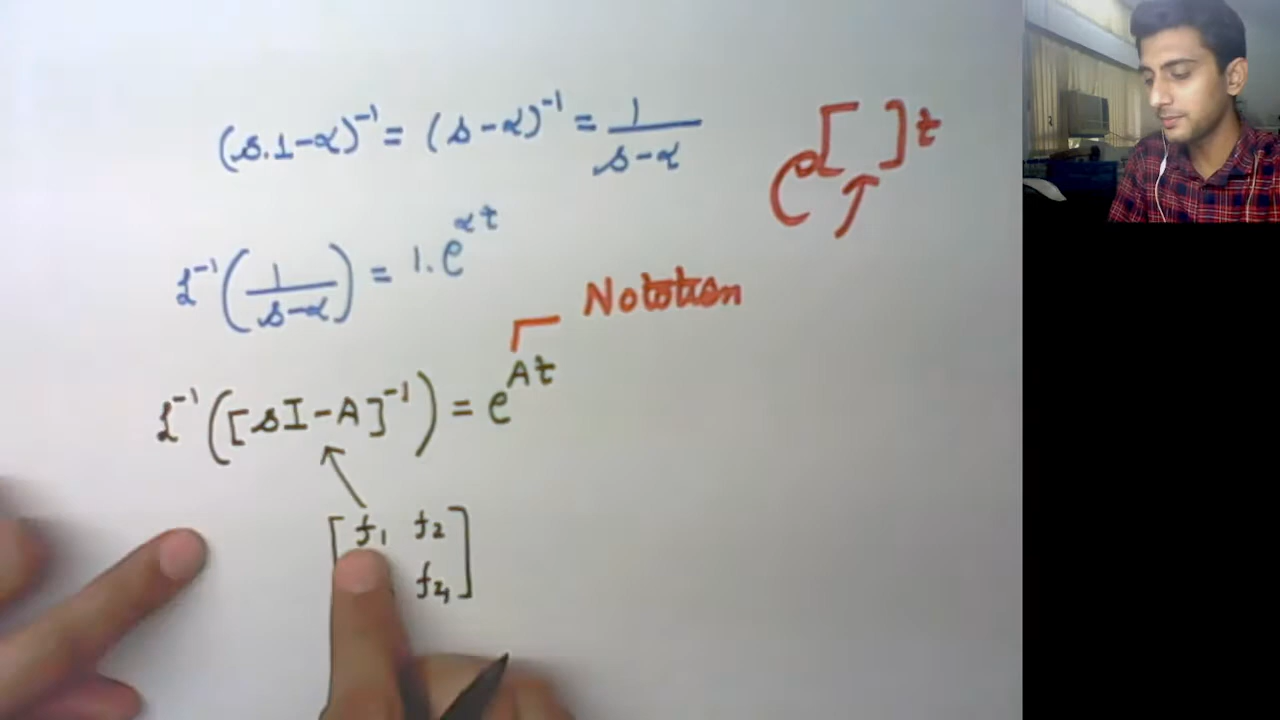 (s.1-α)⁻¹ = (s-α)⁻¹ = 1/(s-α)
e^[ ]t
ℒ⁻¹(1/(s-α)) = 1.e^αt
Notation
ℒ⁻¹([sI-A]⁻¹) = e^At
[f₁ f₂
f₄]